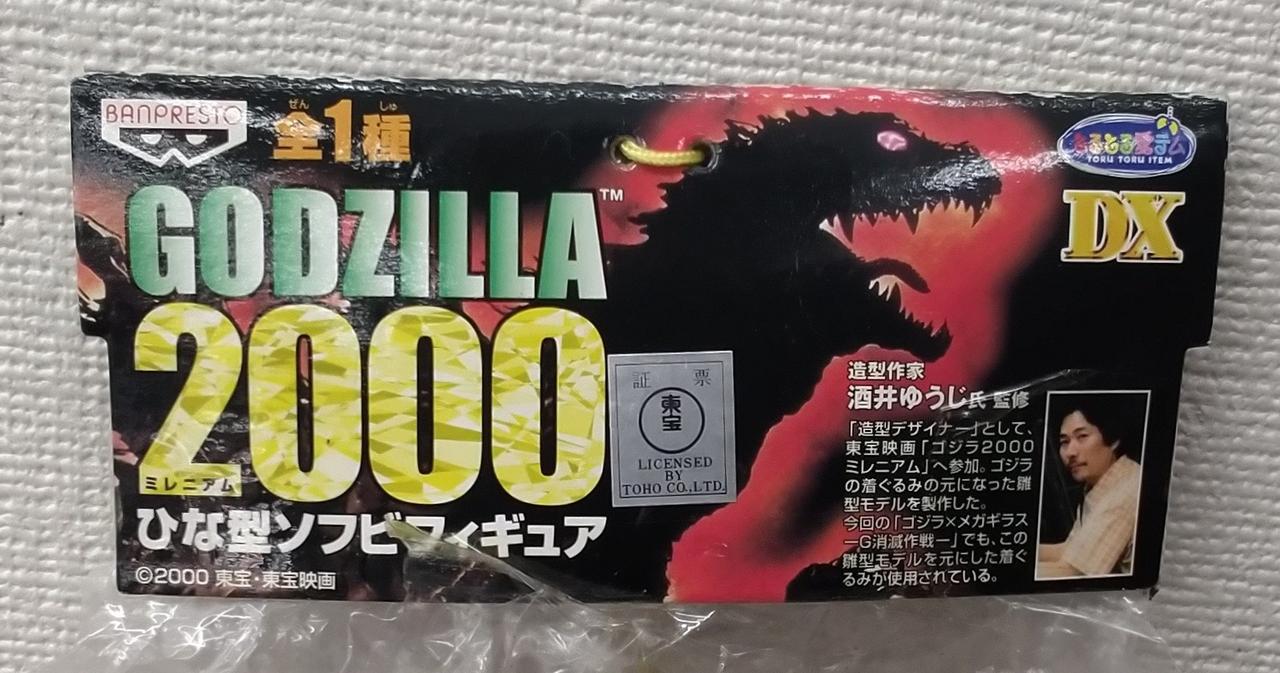 BANPRESTO
ぜん しゅ
全1種
とるとる愛テム
TORU TORU ITEM
DX
GODZILLA™
2000
ミレニアム
ひな型ソフビフィギュア
©2000 東宝・東宝映画
証 票
東宝
LICENSED
BY
TOHO CO.,LTD.
造型作家
酒井ゆうじ氏 監修
「造型デザイナー」として、
東宝映画「ゴジラ2000
ミレニアム」へ参加。ゴジラ
の着ぐるみの元になった雛
型モデルを製作した。
今回の「ゴジラ×メガギラス
―G消滅作戦―」でも、この
雛型モデルを元にした着ぐ
るみが使用されている。